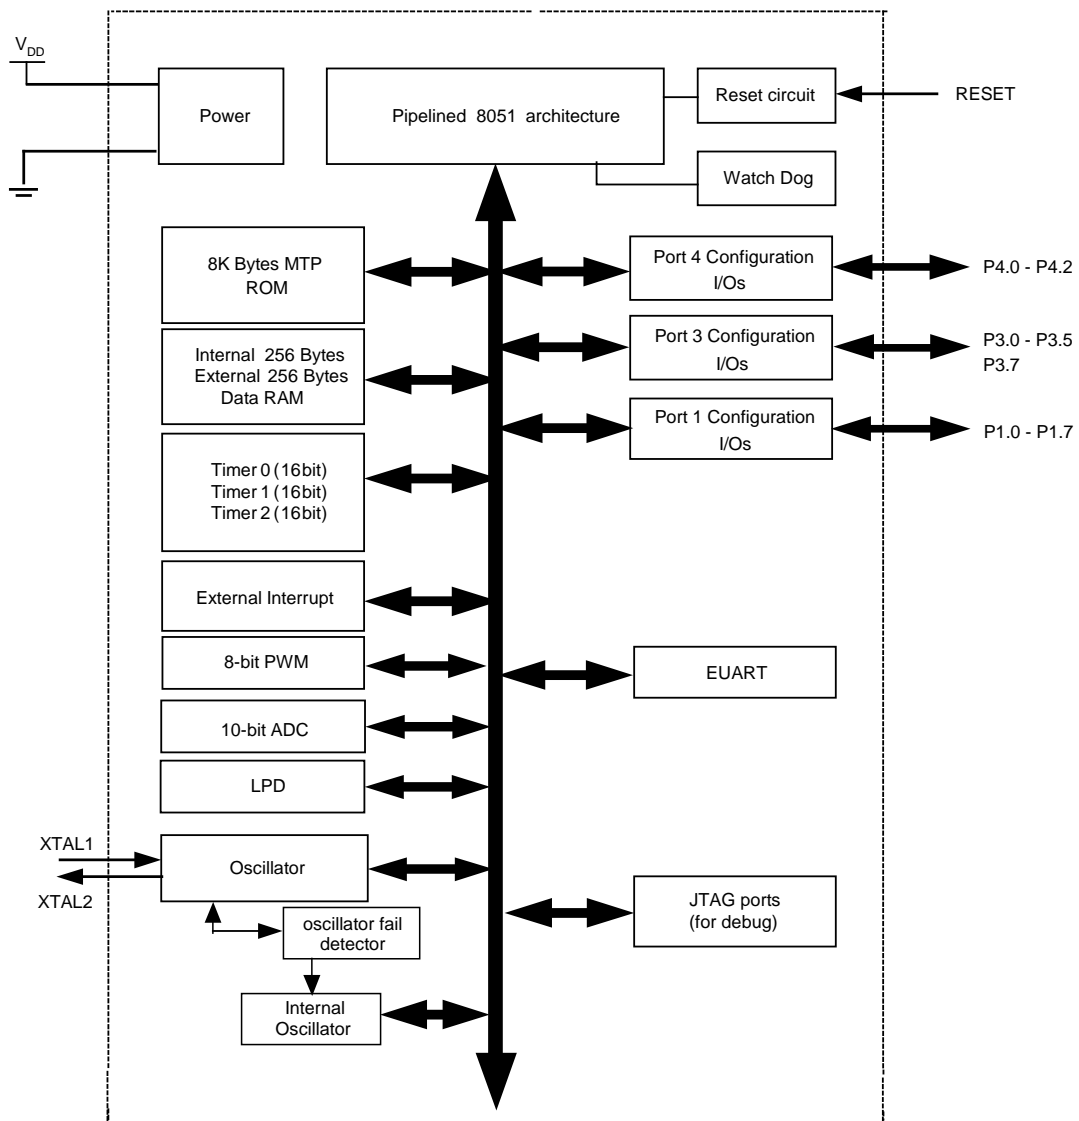 V_DD
Power
Pipelined 8051 architecture
Reset circuit
RESET
Watch Dog
8K Bytes MTP
ROM
Port 4 Configuration
I/Os
P4.0 - P4.2
Internal 256 Bytes
External 256 Bytes
Data RAM
Port 3 Configuration
I/Os
P3.0 - P3.5
P3.7
Port 1 Configuration
I/Os
P1.0 - P1.7
Timer 0 (16bit)
Timer 1 (16bit)
Timer 2 (16bit)
External Interrupt
8-bit PWM
EUART
10-bit ADC
LPD
XTAL1
XTAL2
Oscillator
JTAG ports
(for debug)
oscillator fail
detector
Internal
Oscillator